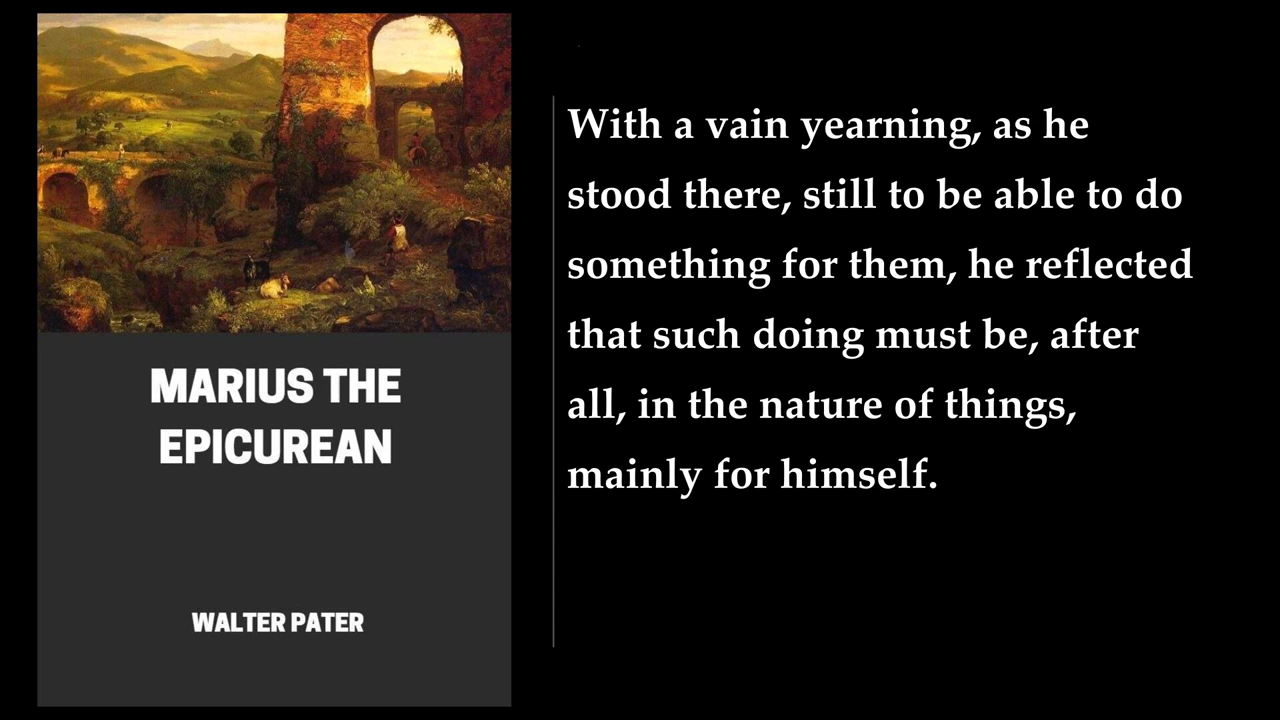 MARIUS THE
EPICUREAN
WALTER PATER
With a vain yearning, as he
stood there, still to be able to do
something for them, he reflected
that such doing must be, after
all, in the nature of things,
mainly for himself.